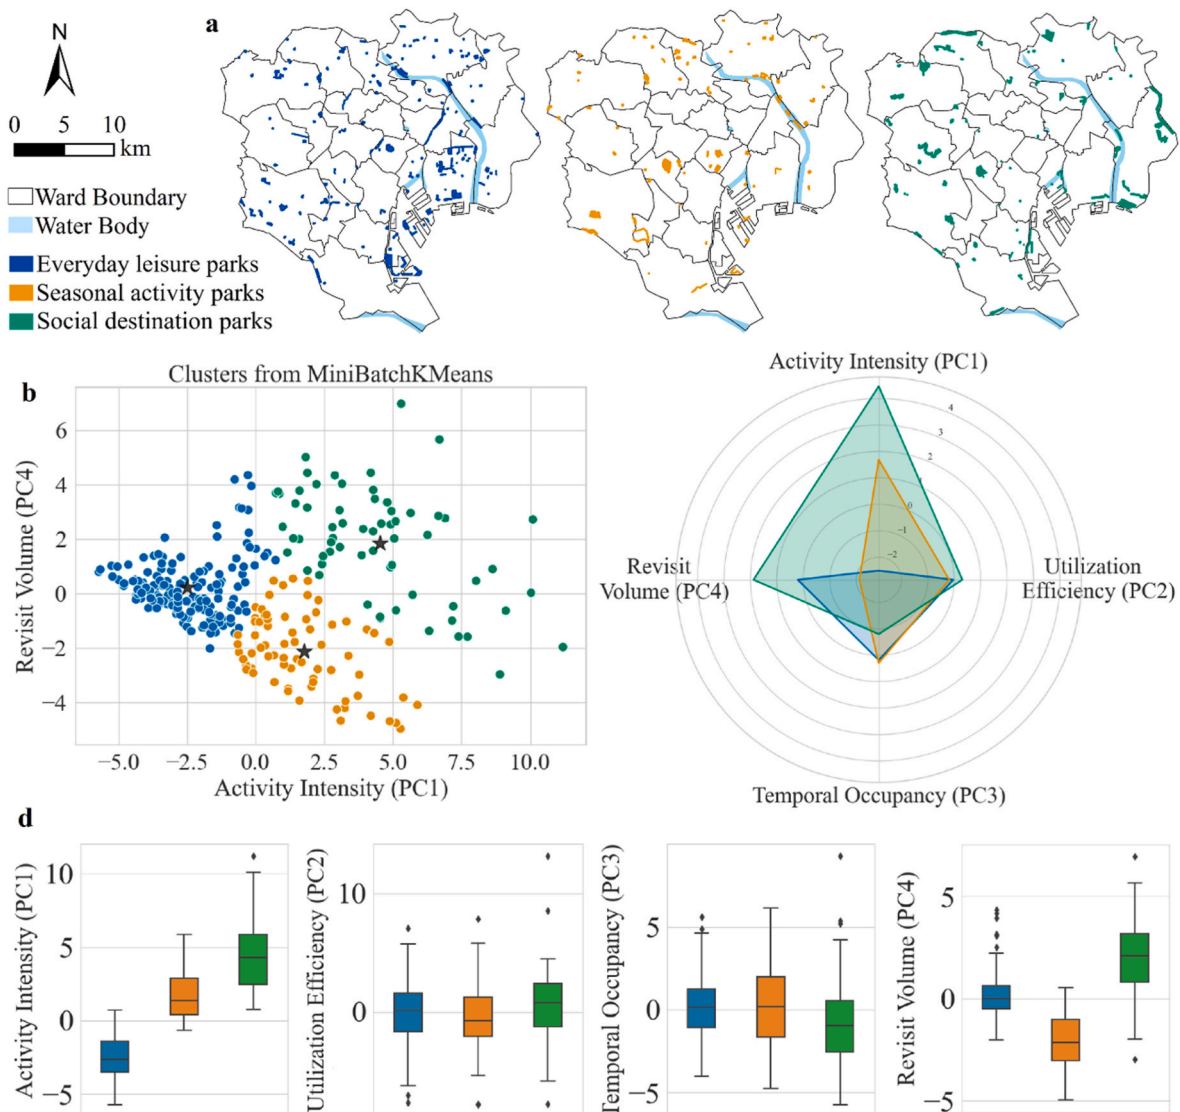 N
a
0 5 10
km
Ward Boundary
Water Body
Everyday leisure parks
Seasonal activity parks
Social destination parks
b
Clusters from MiniBatchKMeans
Revisit Volume (PC4)
6
4
2
0
−2
−4
−5.0 −2.5 0.0 2.5 5.0 7.5 10.0
Activity Intensity (PC1)
Activity Intensity (PC1)
4
3
2
1
0
−1
−2
Revisit
Volume (PC4)
Utilization
Efficiency (PC2)
Temporal Occupancy (PC3)
d
Activity Intensity (PC1)
10
5
0
−5
Utilization Efficiency (PC2)
10
0
Temporal Occupancy (PC3)
5
0
−5
Revisit Volume (PC4)
5
0
−5